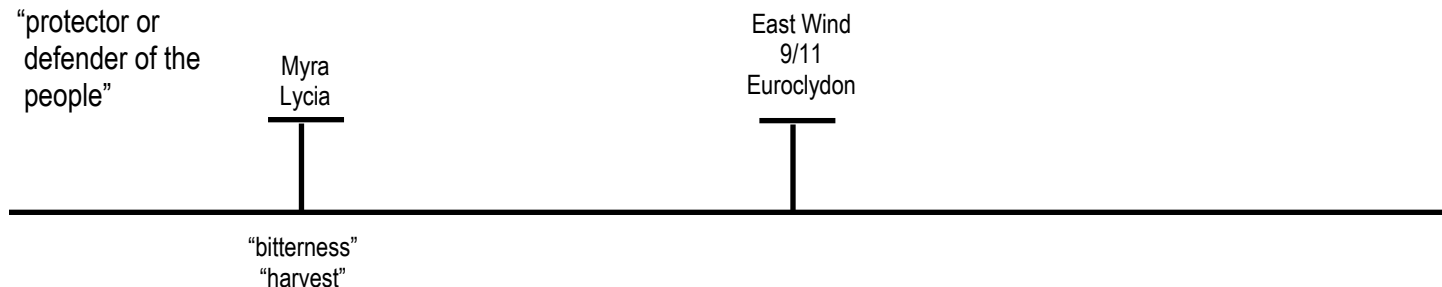 “protector or
defender of the
people”
Myra
Lycia
East Wind
9/11
Euroclydon
“bitterness”
“harvest”